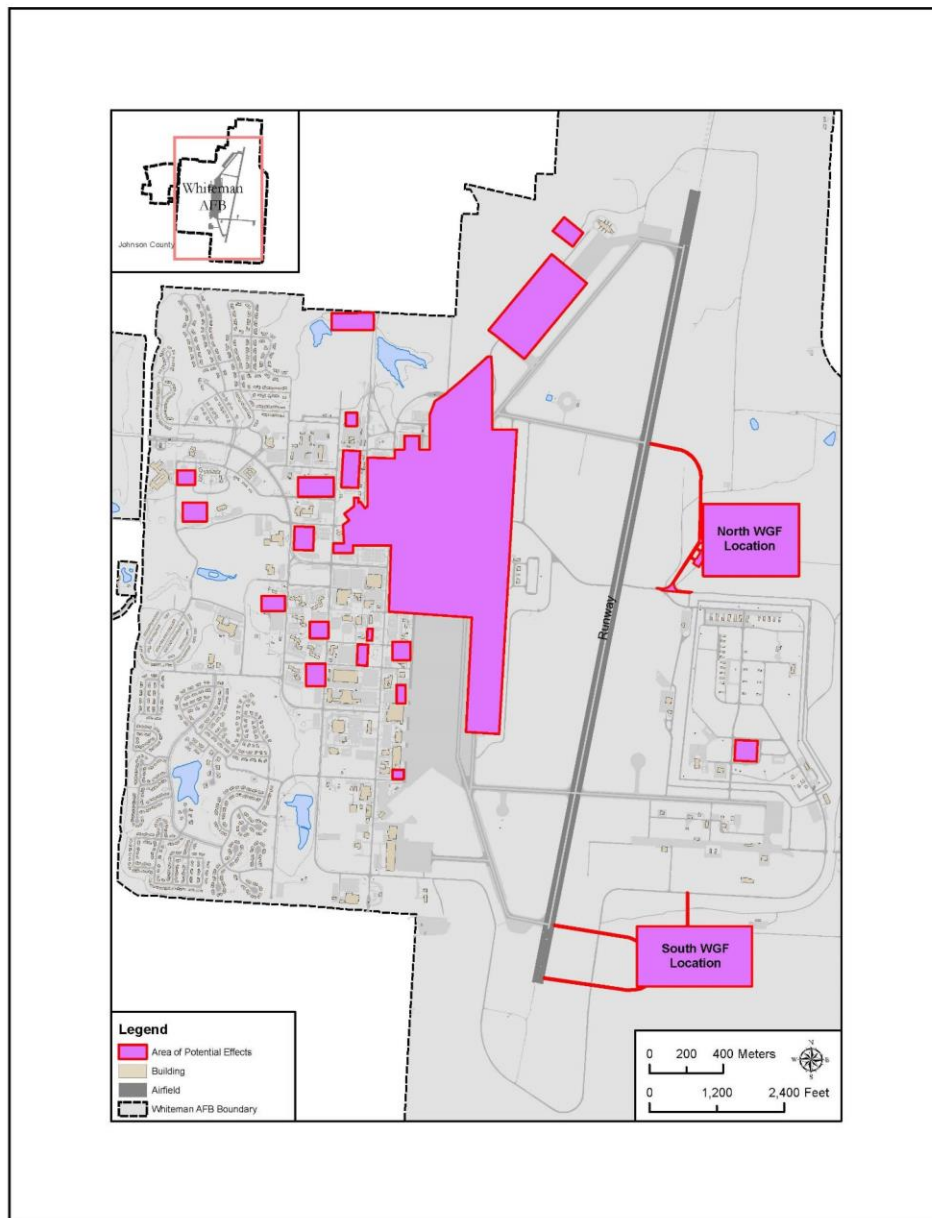 Whiteman
AFB
Johnson County
North WGF
Location
Runway
South WGF
Location
Legend
Area of Potential Effects
Building
Airfield
Whiteman AFB Boundary
0 200 400 Meters
0 1,200 2,400 Feet